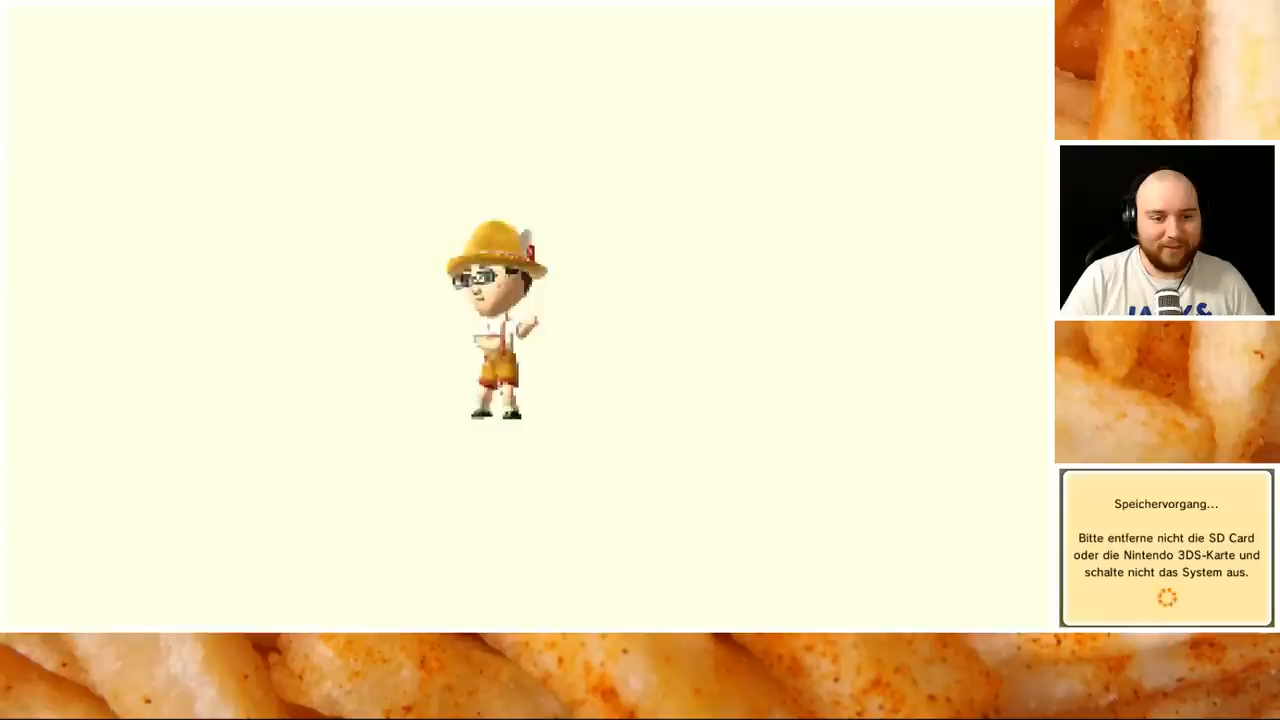 Speichervorgang...
Bitte entferne nicht die SD Card
oder die Nintendo 3DS-Karte und
schalte nicht das System aus.